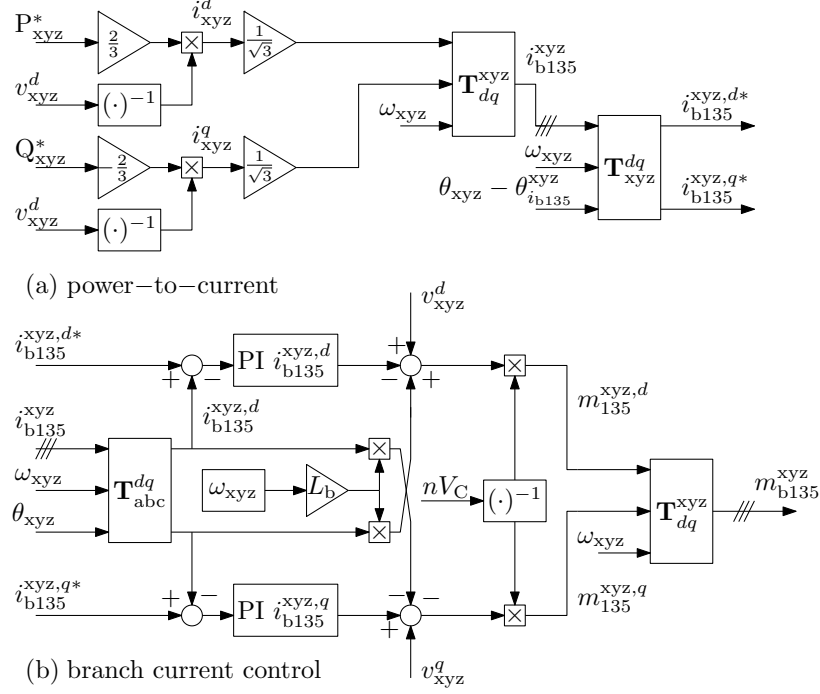 P*xyz 2/3 × i^d_xyz 1/√3
v^d_xyz (·)⁻¹
Q*xyz −2/3 × i^q_xyz 1/√3
v^d_xyz (·)⁻¹
ω_xyz T^xyz_dq i^xyz_b135
ω_xyz T^dq_xyz i^xyz,d*_b135
θ_xyz − θ^xyz_i_b135 i^xyz,q*_b135
(a) power−to−current
v^d_xyz
i^xyz,d*_b135 + − PI i^xyz,d_b135 + − + × m^xyz,d_135
i^xyz,d_b135
i^xyz_b135 ×
ω_xyz T^dq_abc ω_xyz L_b nV_C (·)⁻¹ T^xyz_dq m^xyz_b135
θ_xyz × ω_xyz
i^xyz,q*_b135 + − PI i^xyz,q_b135 − + − × m^xyz,q_135
v^q_xyz
(b) branch current control